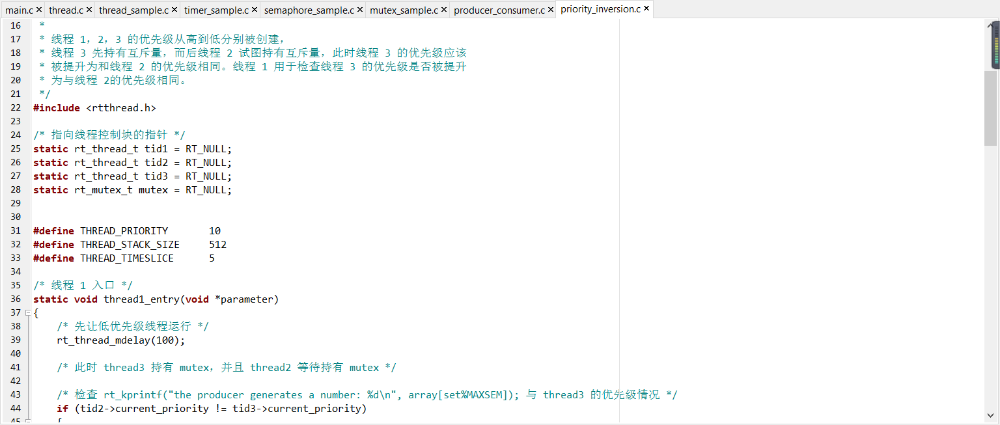 main.c × thread.c × thread_sample.c × timer_sample.c × semaphore_sample.c × mutex_sample.c × producer_consumer.c × priority_inversion.c ×
16  *
17  * 线程 1，2，3 的优先级从高到低分别被创建，
18  * 线程 3 先持有互斥量，而后线程 2 试图持有互斥量，此时线程 3 的优先级应该
19  * 被提升为和线程 2 的优先级相同。线程 1 用于检查线程 3 的优先级是否被提升
20  * 为与线程 2的优先级相同。
21  */
22 #include <rtthread.h>
23
24 /* 指向线程控制块的指针 */
25 static rt_thread_t tid1 = RT_NULL;
26 static rt_thread_t tid2 = RT_NULL;
27 static rt_thread_t tid3 = RT_NULL;
28 static rt_mutex_t mutex = RT_NULL;
29
30
31 #define THREAD_PRIORITY       10
32 #define THREAD_STACK_SIZE     512
33 #define THREAD_TIMESLICE      5
34
35 /* 线程 1 入口 */
36 static void thread1_entry(void *parameter)
37 {
38     /* 先让低优先级线程运行 */
39     rt_thread_mdelay(100);
40
41     /* 此时 thread3 持有 mutex，并且 thread2 等待持有 mutex */
42
43     /* 检查 rt_kprintf("the producer generates a number: %d\n", array[set%MAXSEM]); 与 thread3 的优先级情况 */
44     if (tid2->current_priority != tid3->current_priority)
45     {